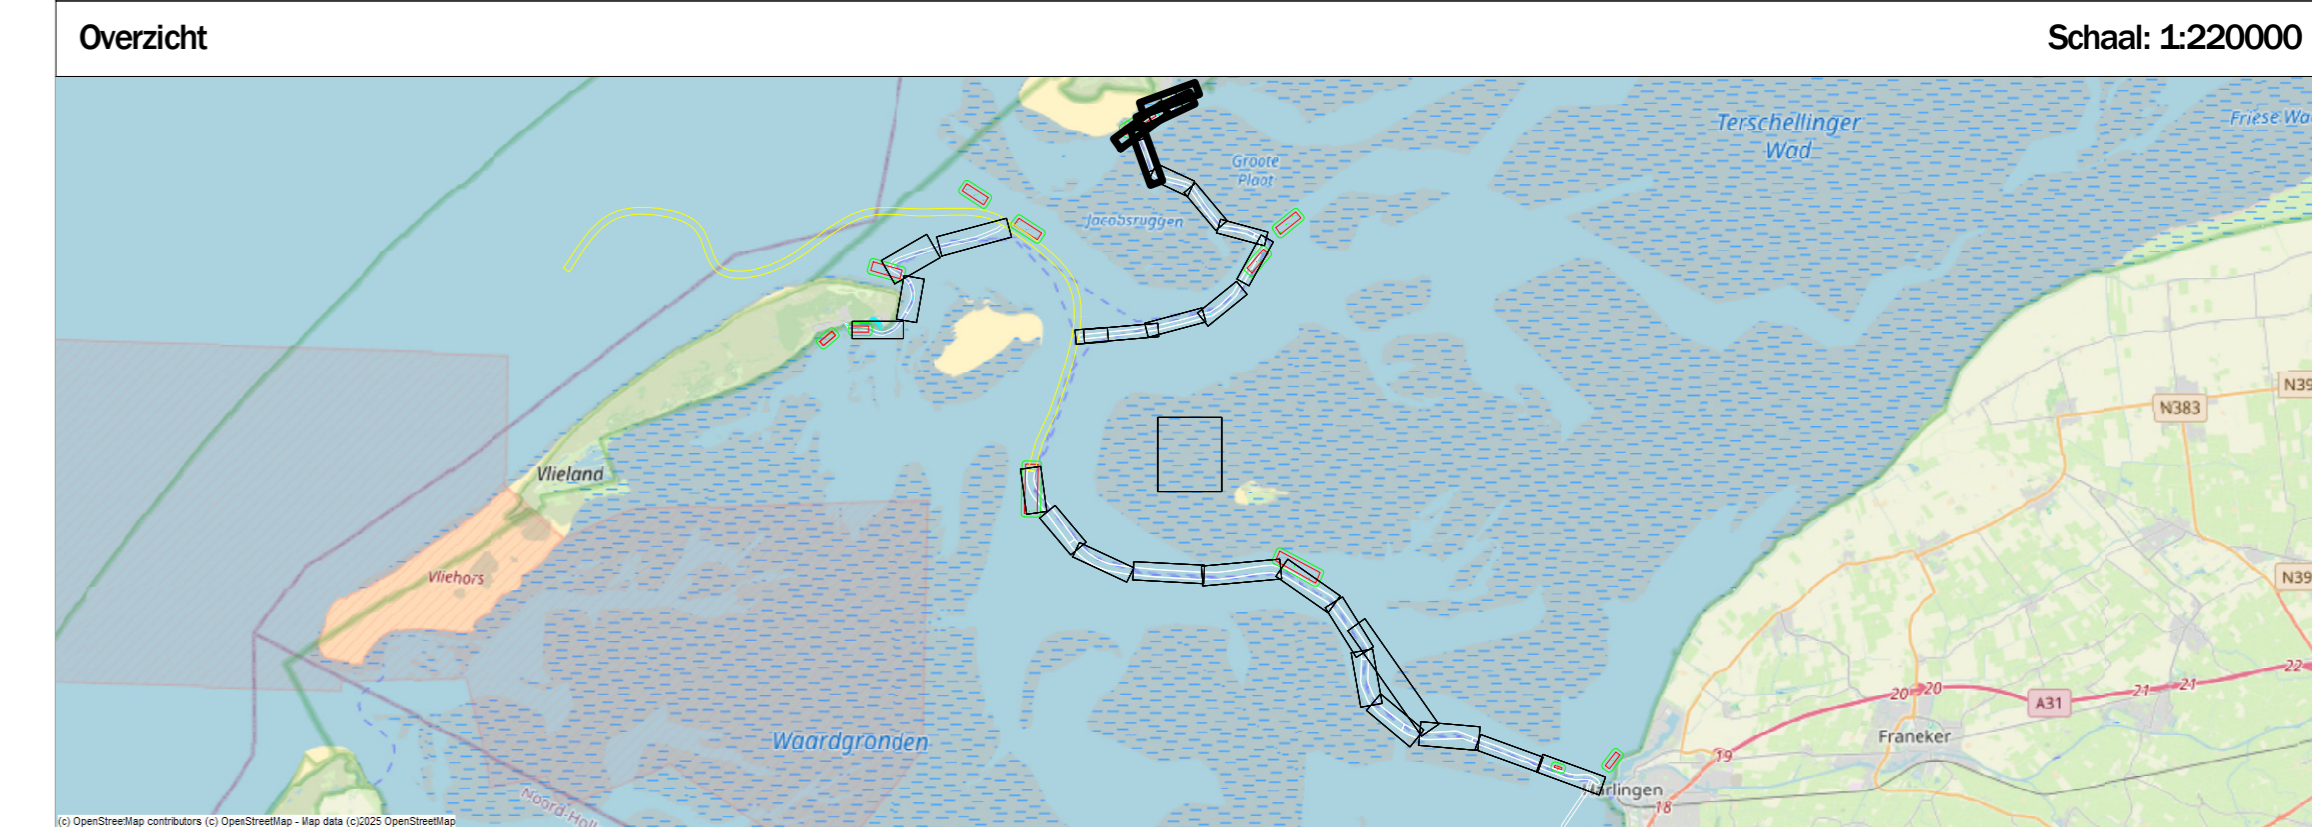 Overzicht
Schaal: 1:220000
Terschellinger
Wad
Friese Wa
Groote
Plaat
Jacobsruggen
N39
N383
Vlieland
Vliehors
N39
22
20
20
21
21
A31
Waardgronden
Franeker
19
Noord-Holl
Harlingen
18
(c) OpenStreetMap contributors (c) OpenStreetMap - Map data (c)2025 OpenStreetMap